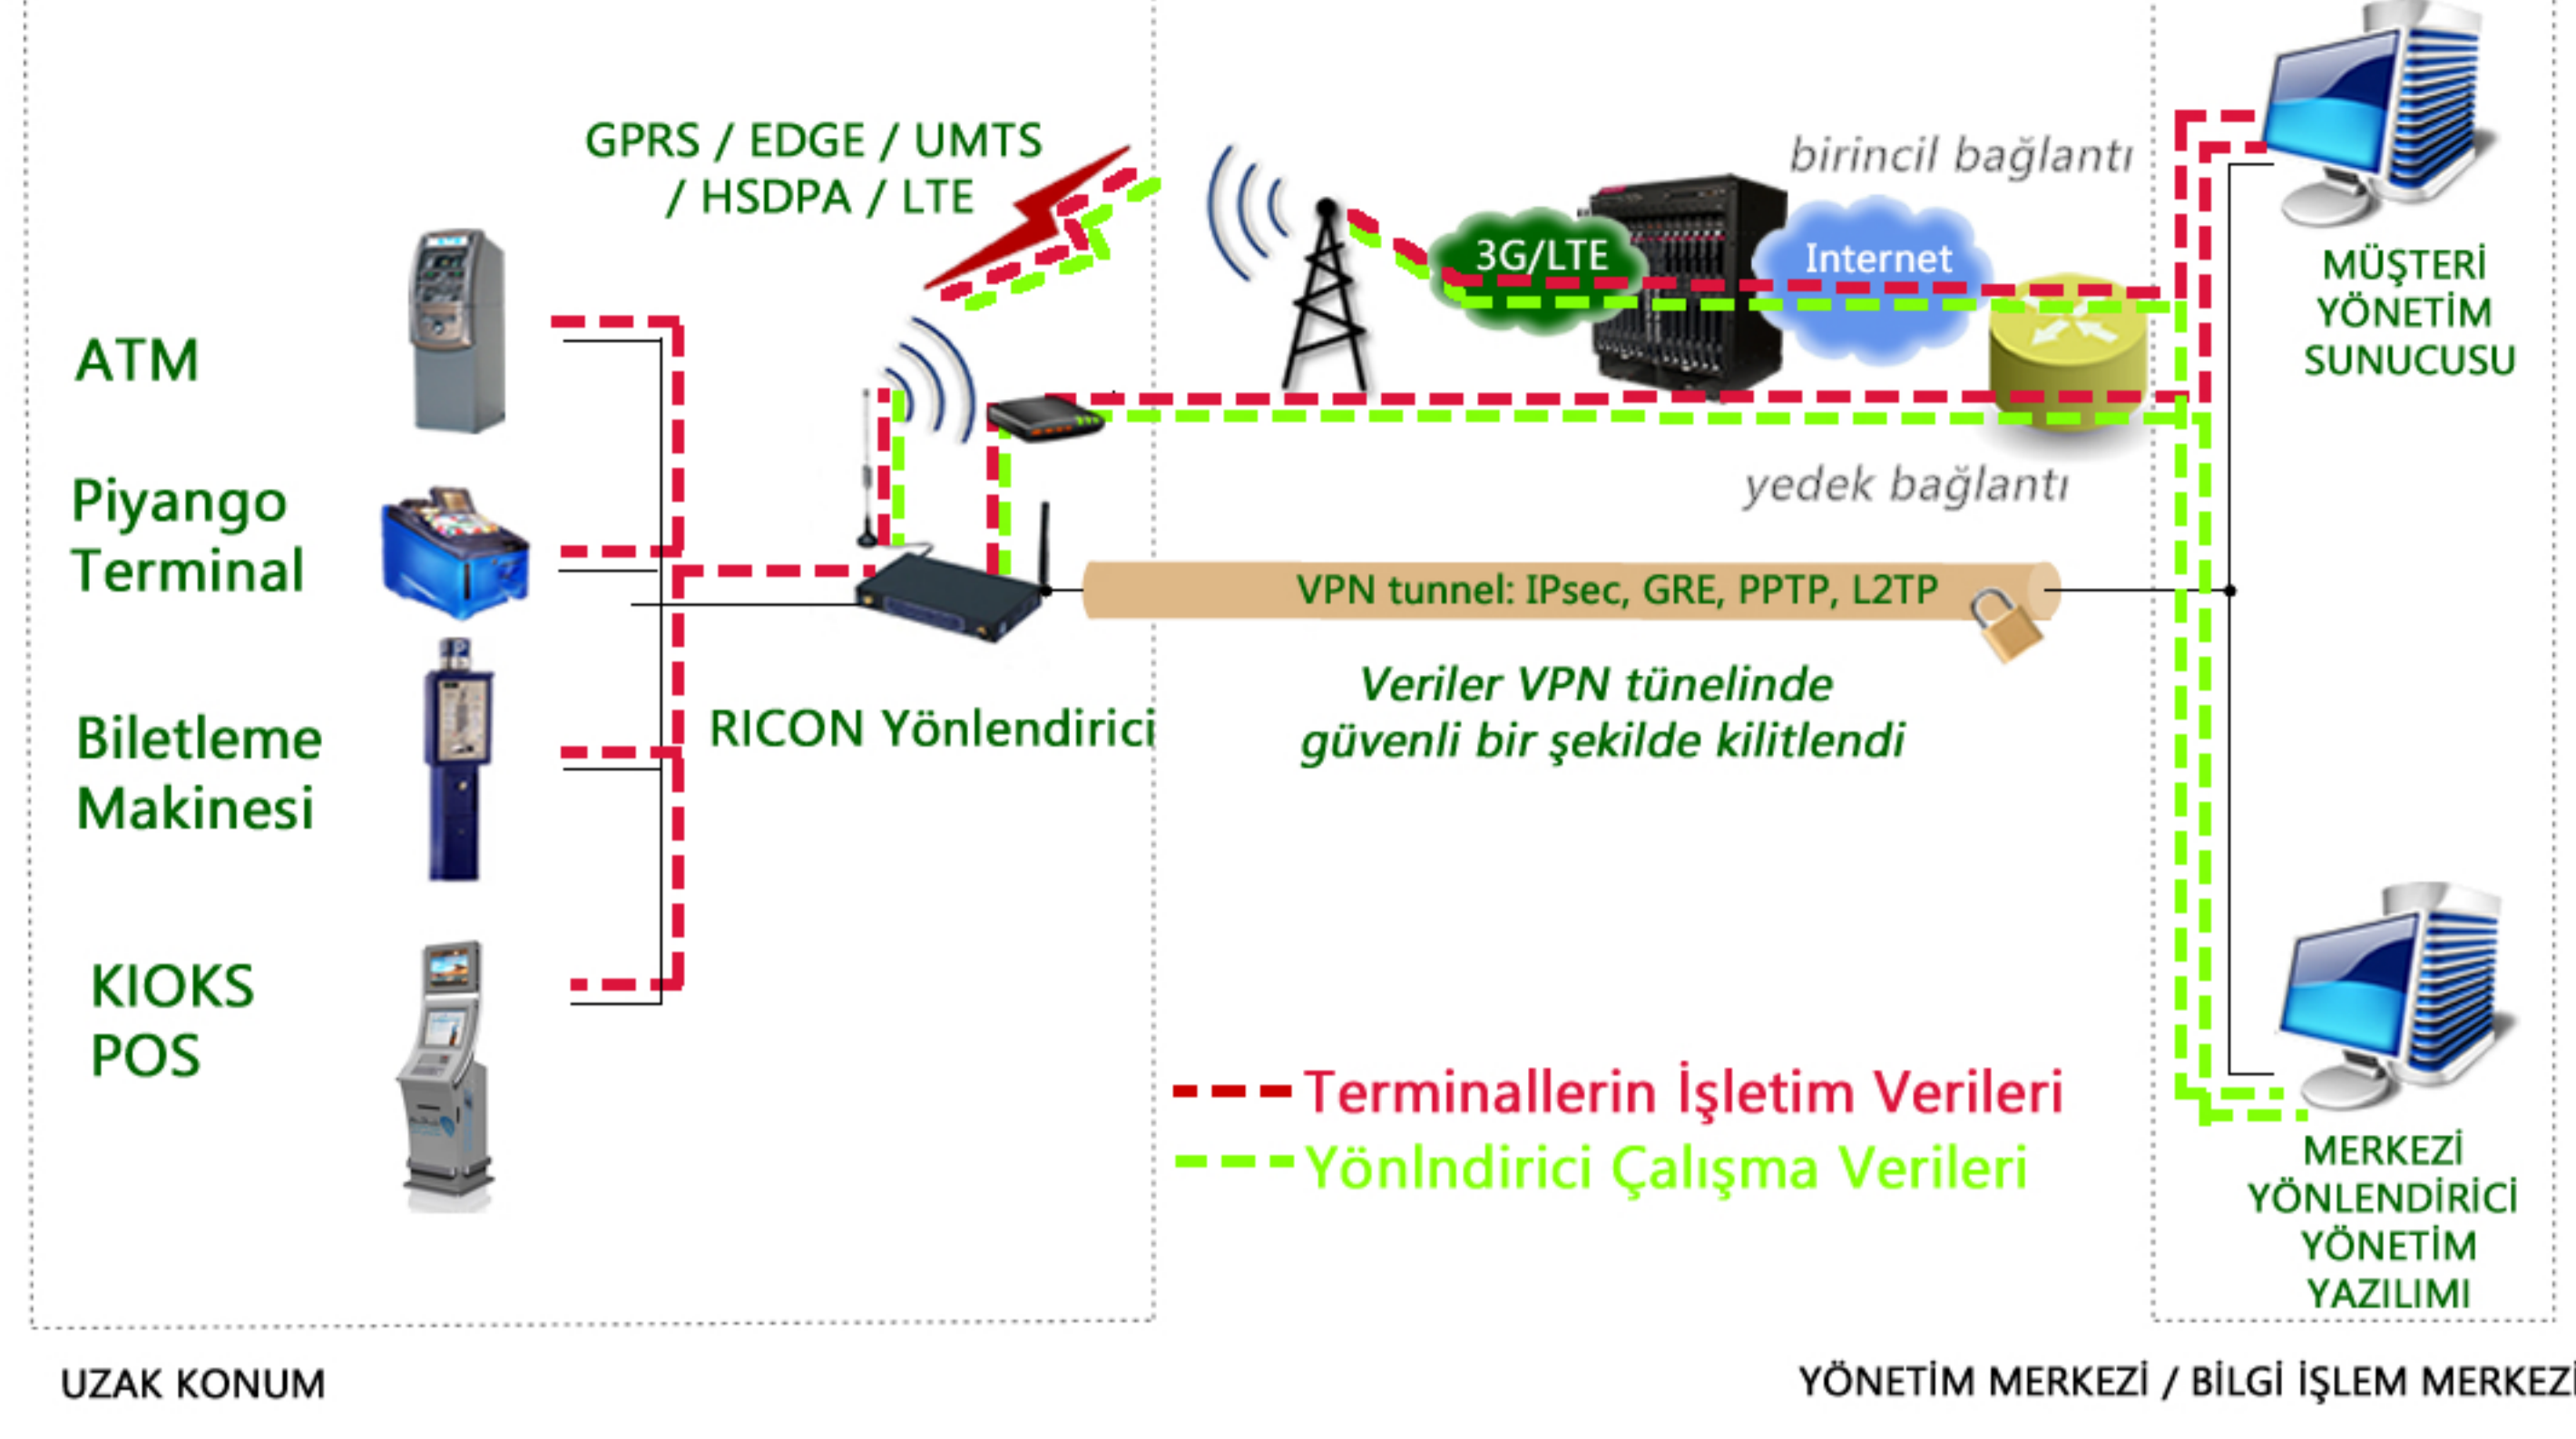 GPRS / EDGE / UMTS
/ HSDPA / LTE
birincil bağlantı
3G/LTE
Internet
MÜŞTERİ
YÖNETİM
SUNUCUSU
ATM
yedek bağlantı
Piyango
Terminal
VPN tunnel: IPsec, GRE, PPTP, L2TP
Veriler VPN tünelinde
güvenli bir şekilde kilitlendi
RICON Yönlendirici
Biletleme
Makinesi
KIOKS
POS
Terminallerin İşletim Verileri
Yönlndirici Çalışma Verileri
MERKEZİ
YÖNLENDİRİCİ
YÖNETİM
YAZILIMI
UZAK KONUM
YÖNETİM MERKEZİ / BİLGİ İŞLEM MERKEZİ